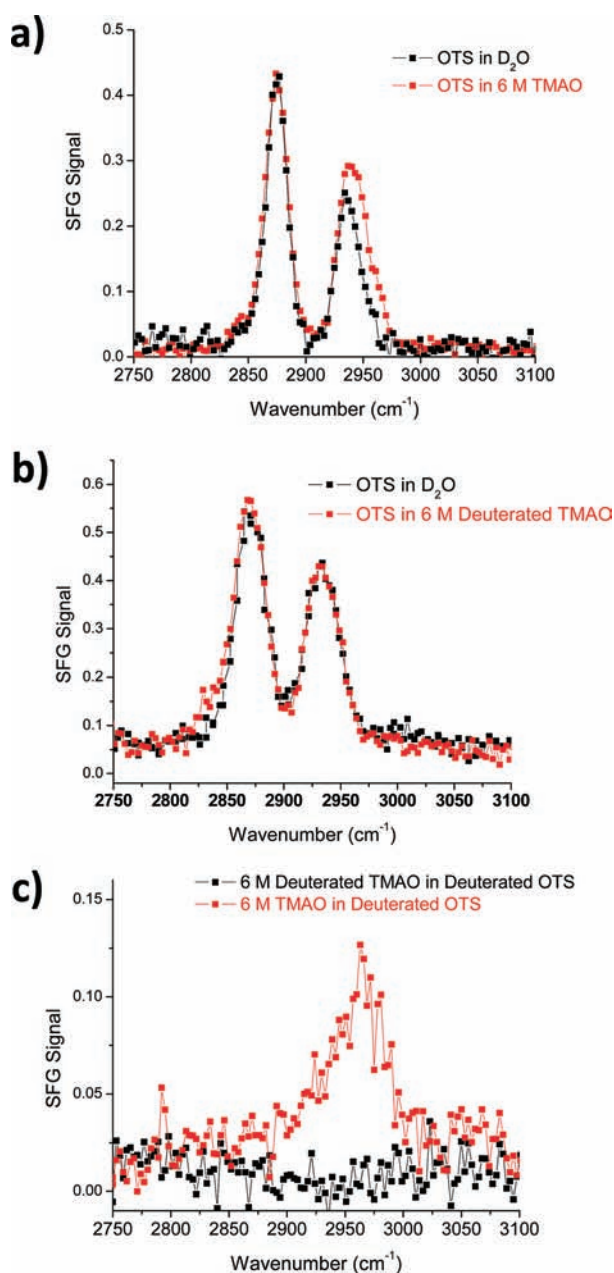 a)
OTS in D₂O
OTS in 6 M TMAO
SFG Signal
0.5
0.4
0.3
0.2
0.1
0.0
2750 2800 2850 2900 2950 3000 3050 3100
Wavenumber (cm⁻¹)
b)
OTS in D₂O
OTS in 6 M Deuterated TMAO
SFG Signal
0.6
0.5
0.4
0.3
0.2
0.1
0.0
2750 2800 2850 2900 2950 3000 3050 3100
Wavenumber (cm⁻¹)
c)
6 M Deuterated TMAO in Deuterated OTS
6 M TMAO in Deuterated OTS
SFG Signal
0.15
0.10
0.05
0.00
2750 2800 2850 2900 2950 3000 3050 3100
Wavenumber (cm⁻¹)